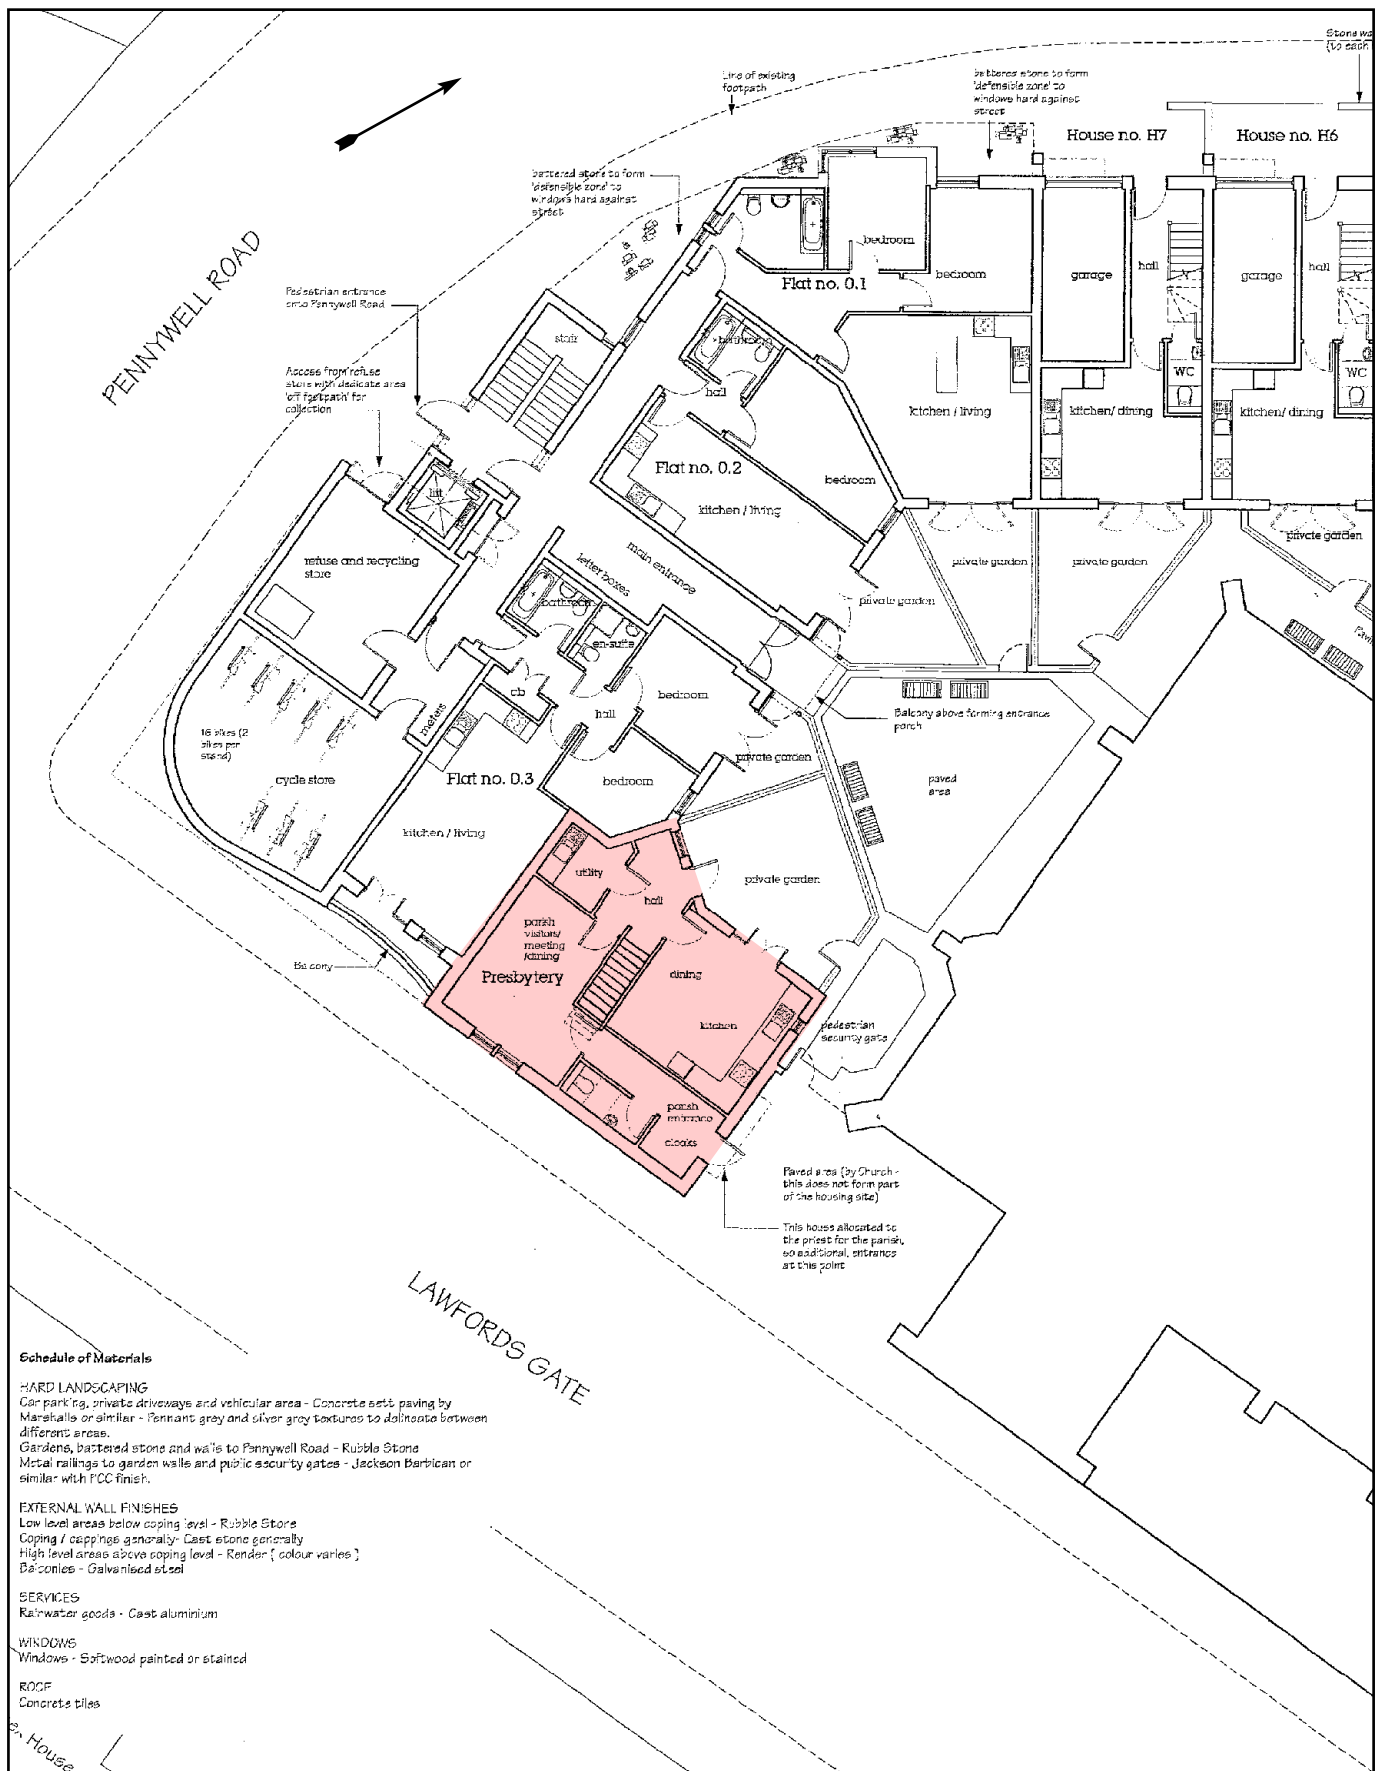 Stone wa
(to each
Line of existing
footpath
battered stone to form
'defensible zone' to
windows hard against
street
House no. H7
House no. H6
battered stone to form
'defensible zone' to
windows hard against
street
PENNYWELL ROAD
bedroom
bedroom
Flat no. 0.1
garage
hall
garage
hall
Pedestrian entrance
onto Pennywell Road
stair
bathroom
Access from refuse
store with dedicate area
'off footpath' for
collection
hall
WC
WC
kitchen / living
kitchen/ dining
kitchen/ dining
Flat no. 0.2
bedroom
kitchen / living
lift
refuse and recycling
store
main entrance
letter boxes
private garden
private garden
private garden
private garden
bathroom
en-suite
cb
hall
bedroom
Balcony above forming entrance
porch
meters
16 bikes (2
bikes per
stand)
cycle store
Flat no. 0.3
bedroom
private garden
paved
area
kitchen / living
utility
hall
private garden
parish
visitors/
meeting
/dining
Presbytery
dining
Balcony
kitchen
pedestrian
security gate
parish
entrance
cloaks
Paved area (by Church -
this does not form part
of the housing site)
This house allocated to
the priest for the parish,
so additional, entrance
at this point
LAWFORDS GATE
Schedule of Materials
HARD LANDSCAPING
Car parking, private driveways and vehicular area - Concrete sett paving by
Marshalls or similar - Pennant grey and silver grey textures to delineate between
different areas.
Gardens, battered stone and walls to Pennywell Road - Rubble Stone
Metal railings to garden walls and public security gates - Jackson Barbican or
similar with PCC finish.
EXTERNAL WALL FINISHES
Low level areas below coping level - Rubble Stone
Coping / cappings generally- Cast stone generally
High level areas above coping level - Render ( colour varies )
Balconies - Galvanised steel
SERVICES
Rainwater goods - Cast aluminium
WINDOWS
Windows - Softwood painted or stained
ROOF
Concrete tiles
House